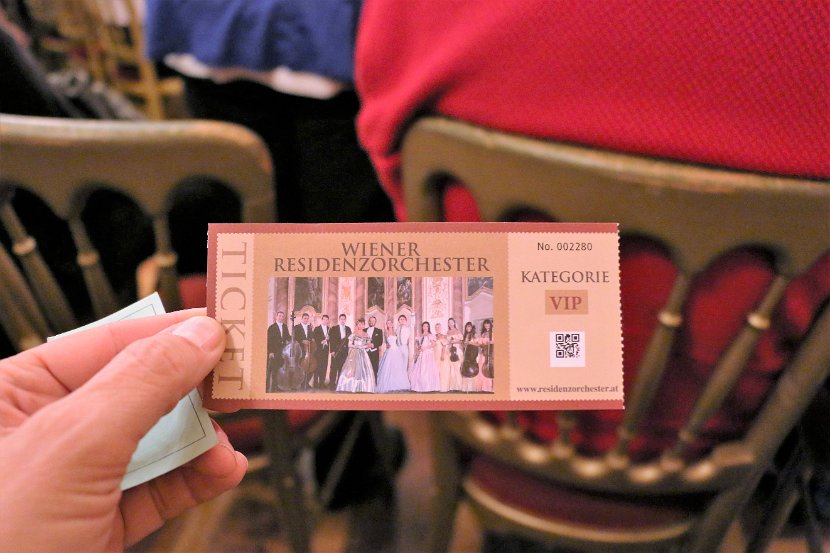 TICKET
WIENER
RESIDENZORCHESTER
No. 002280
KATEGORIE
VIP
www.residenzorchester.at